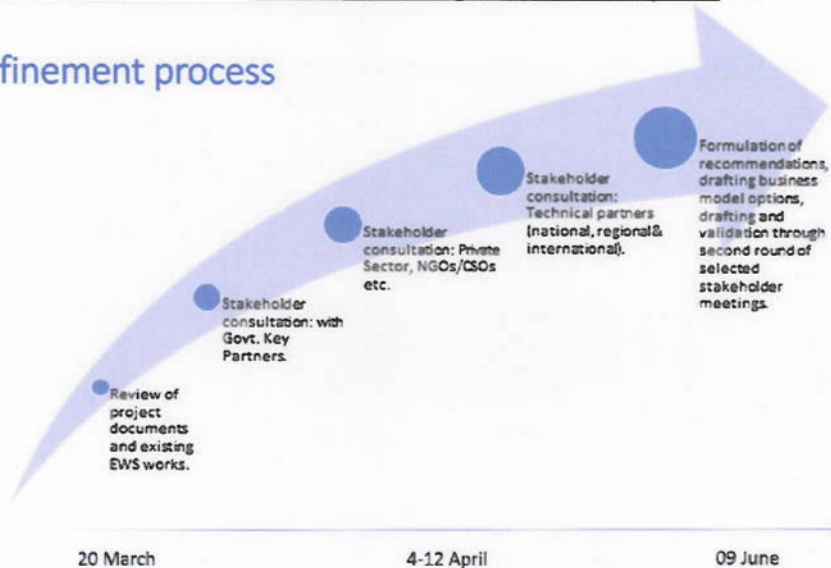 finement process
Review of
project
documents
and existing
EWS works.
Stakeholder
consultation: with
Govt. Key
Partners.
Stakeholder
consultation: Private
Sector, NGOs/CSOs
etc.
Stakeholder
consultation:
Technical partners
(national, regional&
international).
Formulation of
recommendations,
drafting business
model options,
drafting and
validation through
second round of
selected
stakeholder
meetings.
20 March
4-12 April
09 June